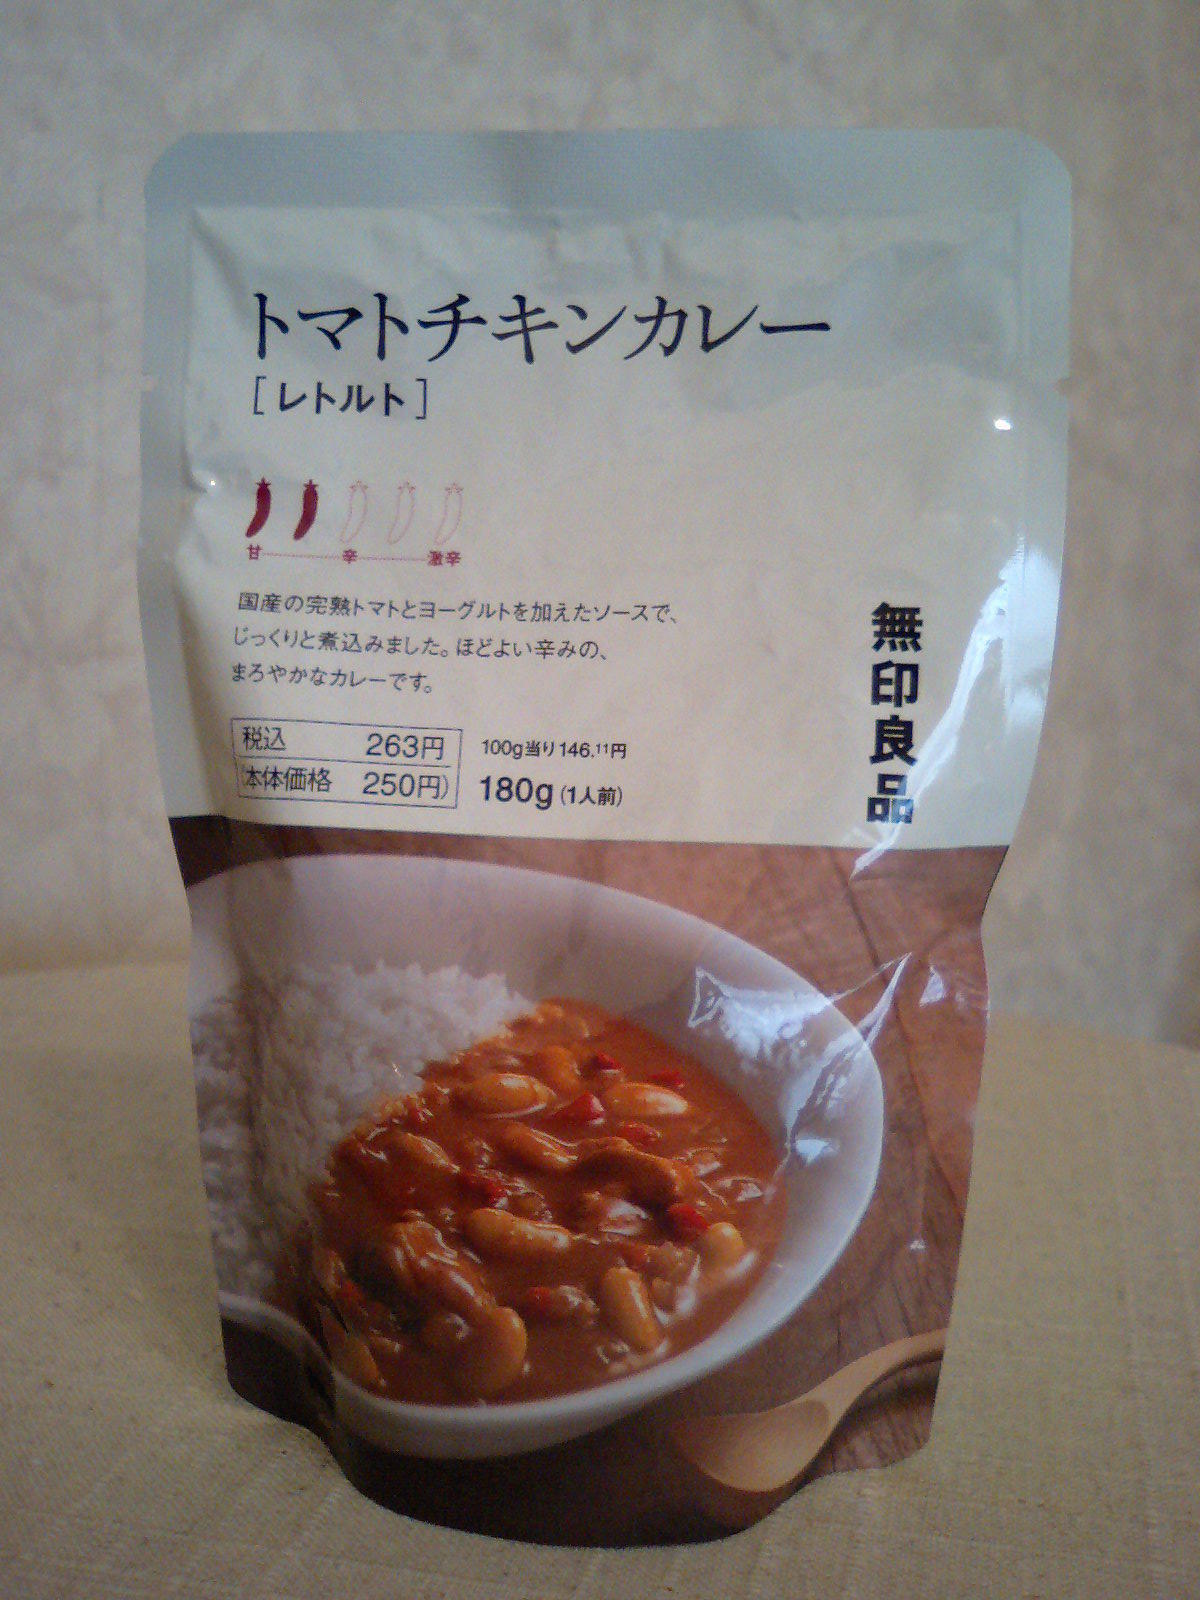 トマトチキンカレー
[レトルト]
甘 辛 激辛
国産の完熟トマトとヨーグルトを加えたソースで、
じっくりと煮込みました。ほどよい辛みの、
まろやかなカレーです。
税込 263円
(本体価格 250円)
100g当り146.11円
180g(1人前)
無印良品